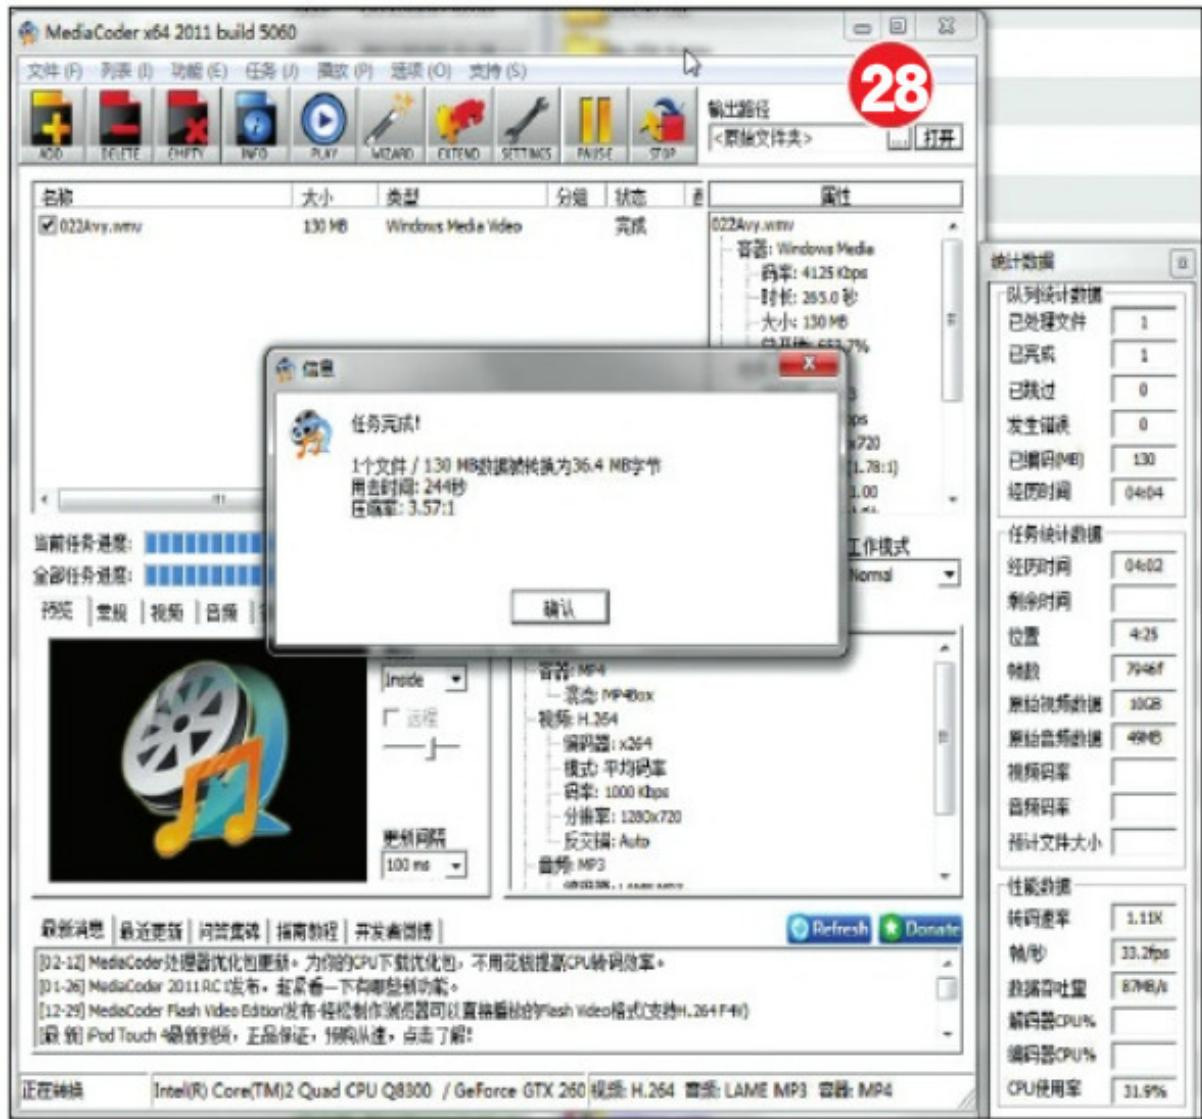 MediaCoder x64 2011 build 5060
28
文件 (F) 列表 (I) 功能 (E) 任务 (J) 播放 (P) 选项 (O) 支持 (S)
ADD DELETE EMPTY INFO PLAY WIZARD EXTEND SETTINGS PAUSE STOP
输出路径
<原始文件夹> ... 打开
名称 大小 类型 分组 状态
属性
022Avy.wmv 130 MB Windows Media Video 完成
022Avy.wmv
容器: Windows Media
码率: 4125 Kbps
时长: 265.0 秒
大小: 130 MB
统计数据
队列统计数据
已处理文件 1
已完成 1
已跳过 0
发生错误 0
已编码(MB) 130
经历时间 04:04
信息
任务完成!
1个文件 / 130 MB数据被转换为36.4 MB字节
用去时间: 244秒
压缩率: 3.57:1
确认
当前任务进度:
全部任务进度:
工作模式
Normal
预览 常规 视频 音频
Inside
远程
更新间隔
100 ms
容器: MP4
混流: MP4Box
视频: H.264
编码器: x264
模式: 平均码率
码率: 1000 Kbps
分辨率: 1280x720
反交错: Auto
音频: MP3
任务统计数据
经历时间 04:02
剩余时间
位置 4:25
帧数 7946f
原始视频数据 10GB
原始音频数据 49MB
视频码率
音频码率
预计文件大小
性能数据
转码速率 1.11X
帧/秒 33.2fps
数据吞吐量 87MB/s
解码器CPU%
编码器CPU%
CPU使用率 31.9%
最新消息 最近更新 问答集锦 指南教程 开发者微博
Refresh Donate
[02-12] MediaCoder处理器优化包更新。为你的CPU下载优化包，不用花钱提高CPU转码效率。
[01-26] MediaCoder 2011 RC1发布，赶紧看一下有哪些新功能。
[12-29] MediaCoder Flash Video Edition发布-轻松制作浏览器可以直接播放的Flash Video格式(支持H.264 F4V)
[最 新] iPod Touch 4最新到货，正品保证，预购从速，点击了解!
正在转换 Intel(R) Core(TM)2 Quad CPU Q8300 / GeForce GTX 260 视频: H.264 音频: LAME MP3 容器: MP4